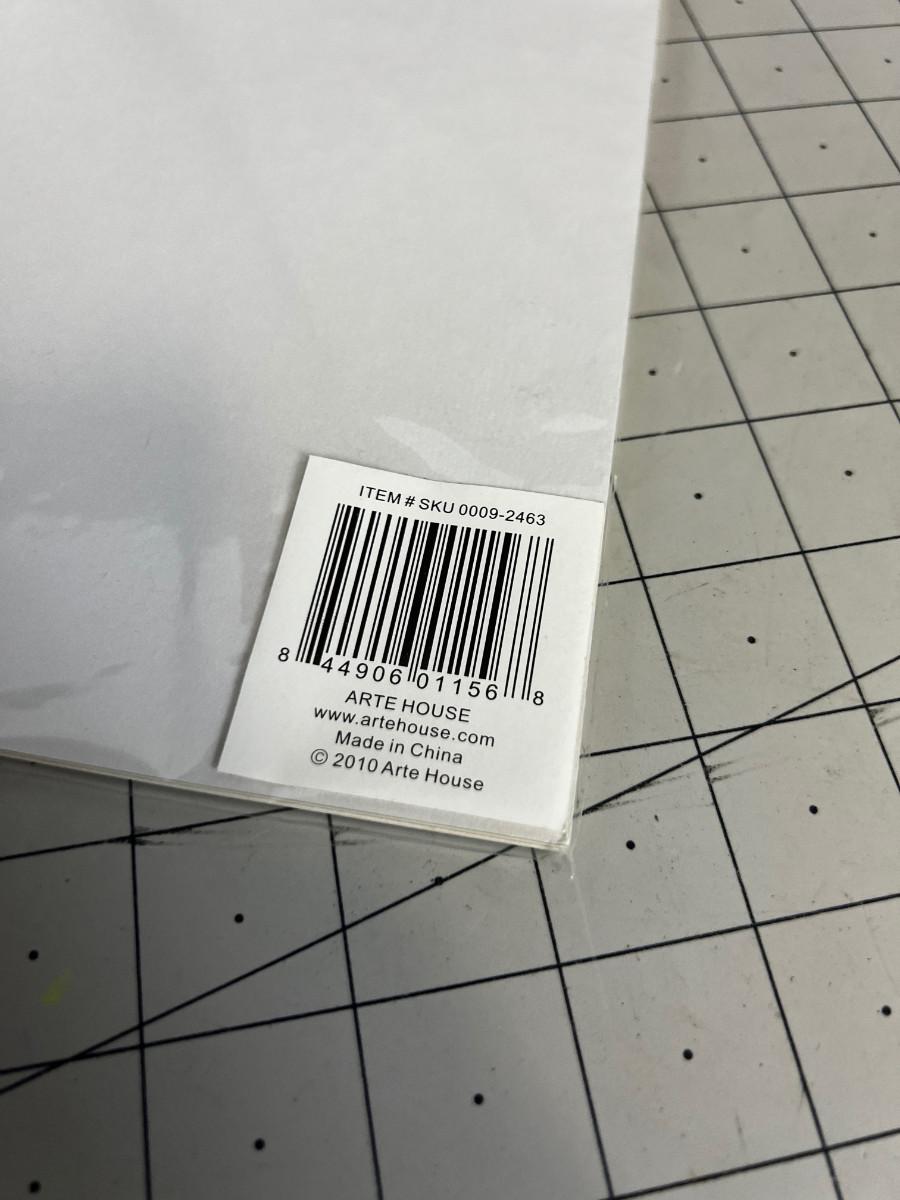 ITEM # SKU 0009-2463
8 44906 01156 8
ARTE HOUSE
www.artehouse.com
Made in China
© 2010 Arte House